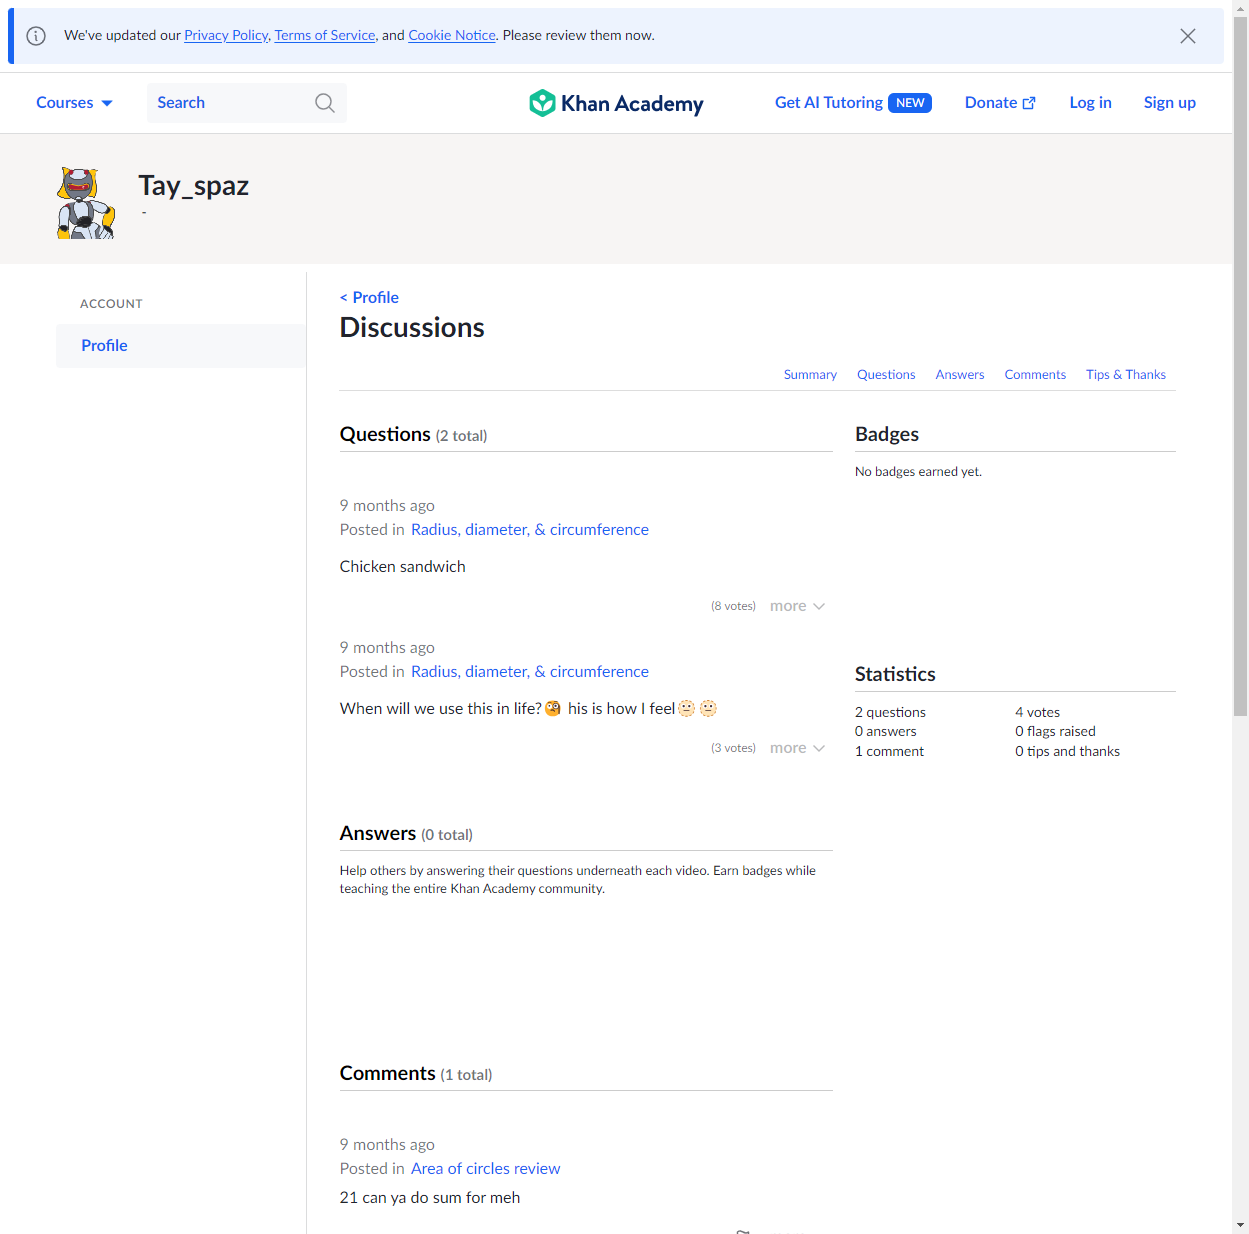 We've updated our Privacy Policy, Terms of Service, and Cookie Notice. Please review them now.
Courses
Search
Khan Academy
Get AI Tutoring NEW
Donate
Log in
Sign up
Tay_spaz
-
ACCOUNT
Profile
< Profile
Discussions
Summary Questions Answers Comments Tips & Thanks
Questions (2 total)
9 months ago
Posted in Radius, diameter, & circumference
Chicken sandwich
(8 votes) more
9 months ago
Posted in Radius, diameter, & circumference
When will we use this in life?🧐 his is how I feel🫥🫥
(3 votes) more
Answers (0 total)
Help others by answering their questions underneath each video. Earn badges while
teaching the entire Khan Academy community.
Comments (1 total)
9 months ago
Posted in Area of circles review
21 can ya do sum for meh
Badges
No badges earned yet.
Statistics
2 questions
0 answers
1 comment
4 votes
0 flags raised
0 tips and thanks